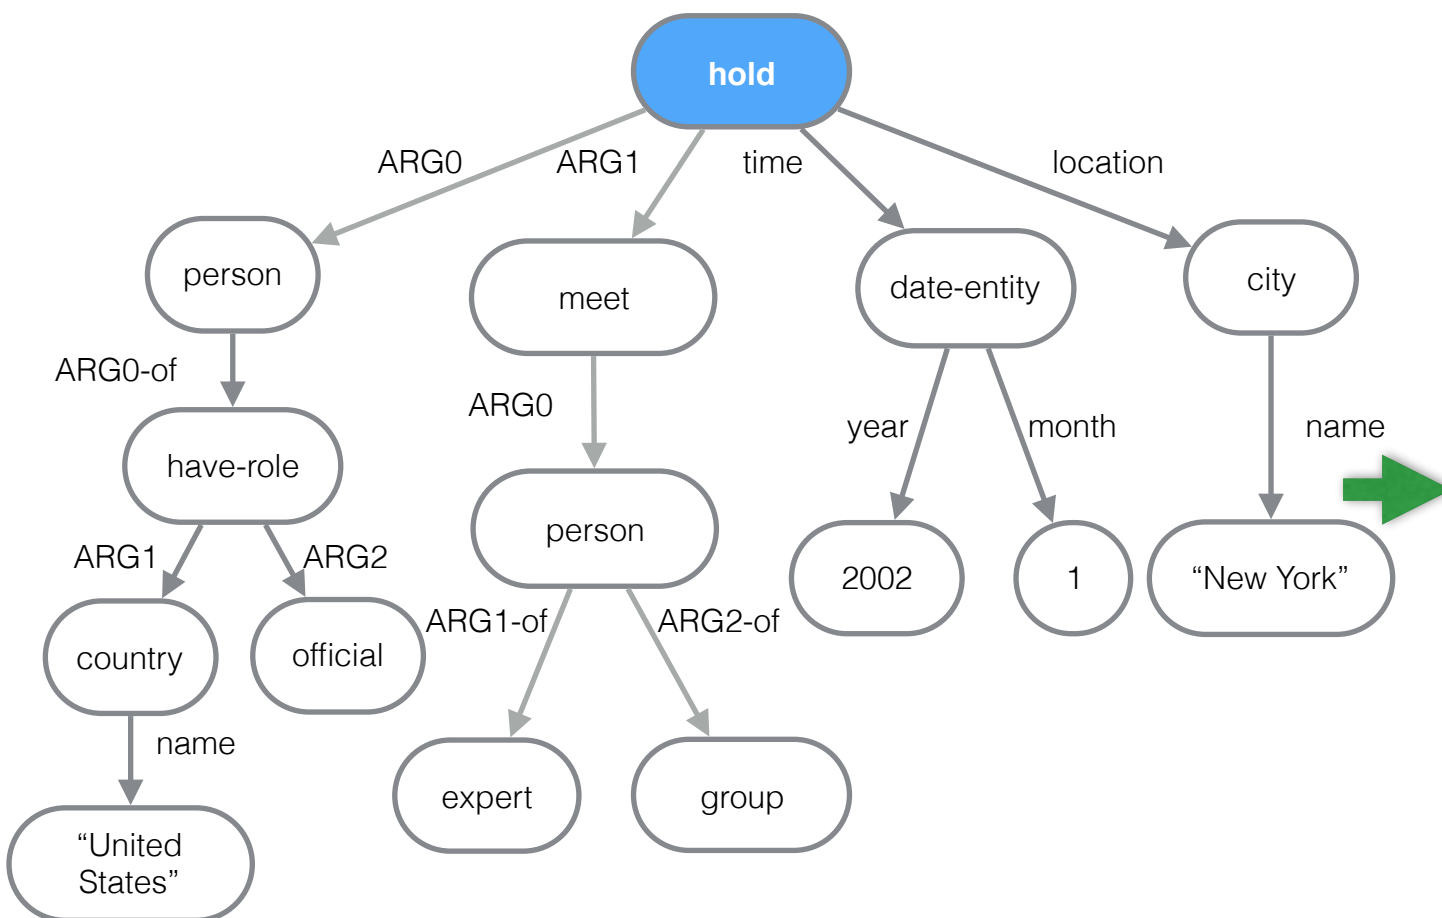 hold
ARG0
ARG1
time
location
person
meet
date-entity
city
ARG0-of
ARG0
year
month
name
have-role
person
ARG1
ARG2
2002
1
“New York”
ARG1-of
ARG2-of
country
official
name
expert
group
“United
States”